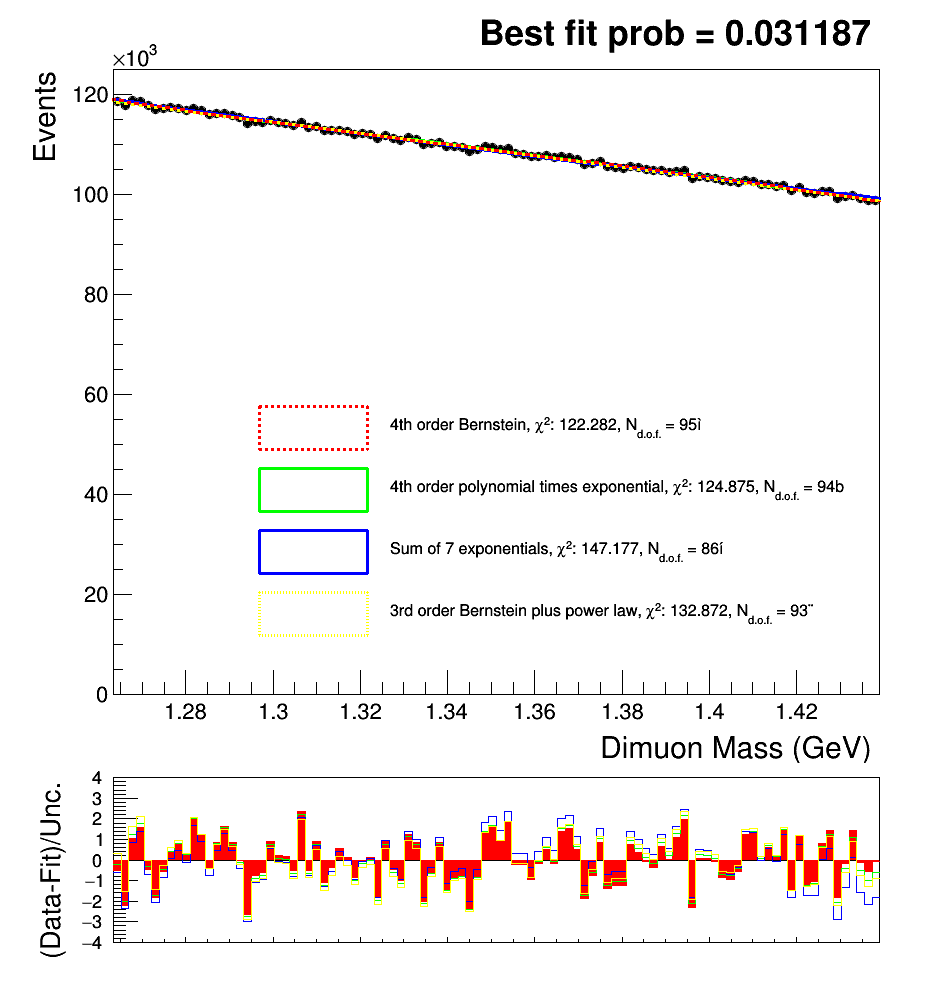 Best fit prob = 0.031187
×10³
Events
120
100
80
60
40
20
0
4th order Bernstein, χ²: 122.282, N_d.o.f. = 95î
4th order polynomial times exponential, χ²: 124.875, N_d.o.f. = 94b
Sum of 7 exponentials, χ²: 147.177, N_d.o.f. = 86í
3rd order Bernstein plus power law, χ²: 132.872, N_d.o.f. = 93¨
1.28 1.3 1.32 1.34 1.36 1.38 1.4 1.42
Dimuon Mass (GeV)
(Data-Fit)/Unc.
4
3
2
1
0
−1
−2
−3
−4